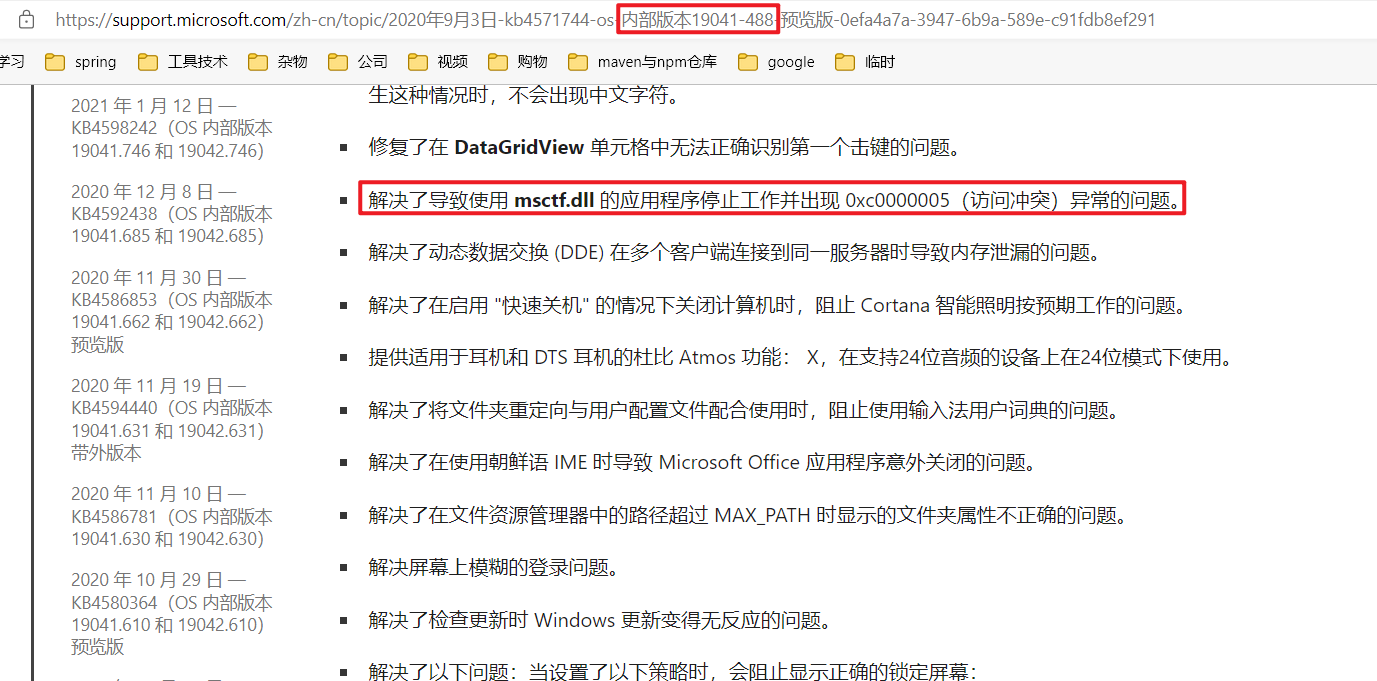 https://support.microsoft.com/zh-cn/topic/2020年9月3日-kb4571744-os-内部版本19041-488-预览版-0efa4a7a-3947-6b9a-589e-c91fdb8ef291
学习 spring 工具技术 杂物 公司 视频 购物 maven与npm仓库 google 临时
2021 年 1 月 12 日 —
KB4598242（OS 内部版本
19041.746 和 19042.746)
2020 年 12 月 8 日 —
KB4592438（OS 内部版本
19041.685 和 19042.685）
2020 年 11 月 30 日 —
KB4586853（OS 内部版本
19041.662 和 19042.662）
预览版
2020 年 11 月 19 日 —
KB4594440（OS 内部版本
19041.631 和 19042.631）
带外版本
2020 年 11 月 10 日 —
KB4586781（OS 内部版本
19041.630 和 19042.630）
2020 年 10 月 29 日 —
KB4580364（OS 内部版本
19041.610 和 19042.610）
预览版
生这种情况时，不会出现中文字符。
修复了在 DataGridView 单元格中无法正确识别第一个击键的问题。
解决了导致使用 msctf.dll 的应用程序停止工作并出现 0xc0000005（访问冲突）异常的问题。
解决了动态数据交换 (DDE) 在多个客户端连接到同一服务器时导致内存泄漏的问题。
解决了在启用 "快速关机" 的情况下关闭计算机时，阻止 Cortana 智能照明按预期工作的问题。
提供适用于耳机和 DTS 耳机的杜比 Atmos 功能： X，在支持24位音频的设备上在24位模式下使用。
解决了将文件夹重定向与用户配置文件配合使用时，阻止使用输入法用户词典的问题。
解决了在使用朝鲜语 IME 时导致 Microsoft Office 应用程序意外关闭的问题。
解决了在文件资源管理器中的路径超过 MAX_PATH 时显示的文件夹属性不正确的问题。
解决屏幕上模糊的登录问题。
解决了检查更新时 Windows 更新变得无反应的问题。
解决了以下问题：当设置了以下策略时，会阻止显示正确的锁定屏幕：